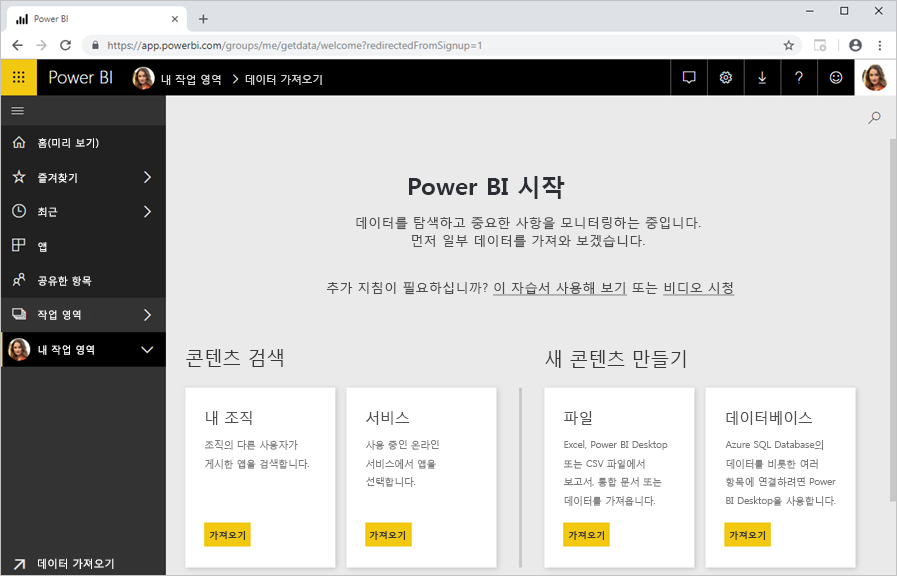 Power BI
https://app.powerbi.com/groups/me/getdata/welcome?redirectedFromSignup=1
Power BI 내 작업 영역 > 데이터 가져오기
홈(미리 보기)
즐겨찾기
최근
앱
공유한 항목
작업 영역
내 작업 영역
데이터 가져오기
Power BI 시작
데이터를 탐색하고 중요한 사항을 모니터링하는 중입니다.
먼저 일부 데이터를 가져와 보겠습니다.
추가 지침이 필요하십니까? 이 자습서 사용해 보기 또는 비디오 시청
콘텐츠 검색
내 조직
조직의 다른 사용자가
게시한 앱을 검색합니다.
가져오기
서비스
사용 중인 온라인
서비스에서 앱을
선택합니다.
가져오기
새 콘텐츠 만들기
파일
Excel, Power BI Desktop
또는 CSV 파일에서
보고서, 통합 문서 또는
데이터를 가져옵니다.
가져오기
데이터베이스
Azure SQL Database의
데이터를 비롯한 여러
항목에 연결하려면 Power
BI Desktop을 사용합니다.
가져오기